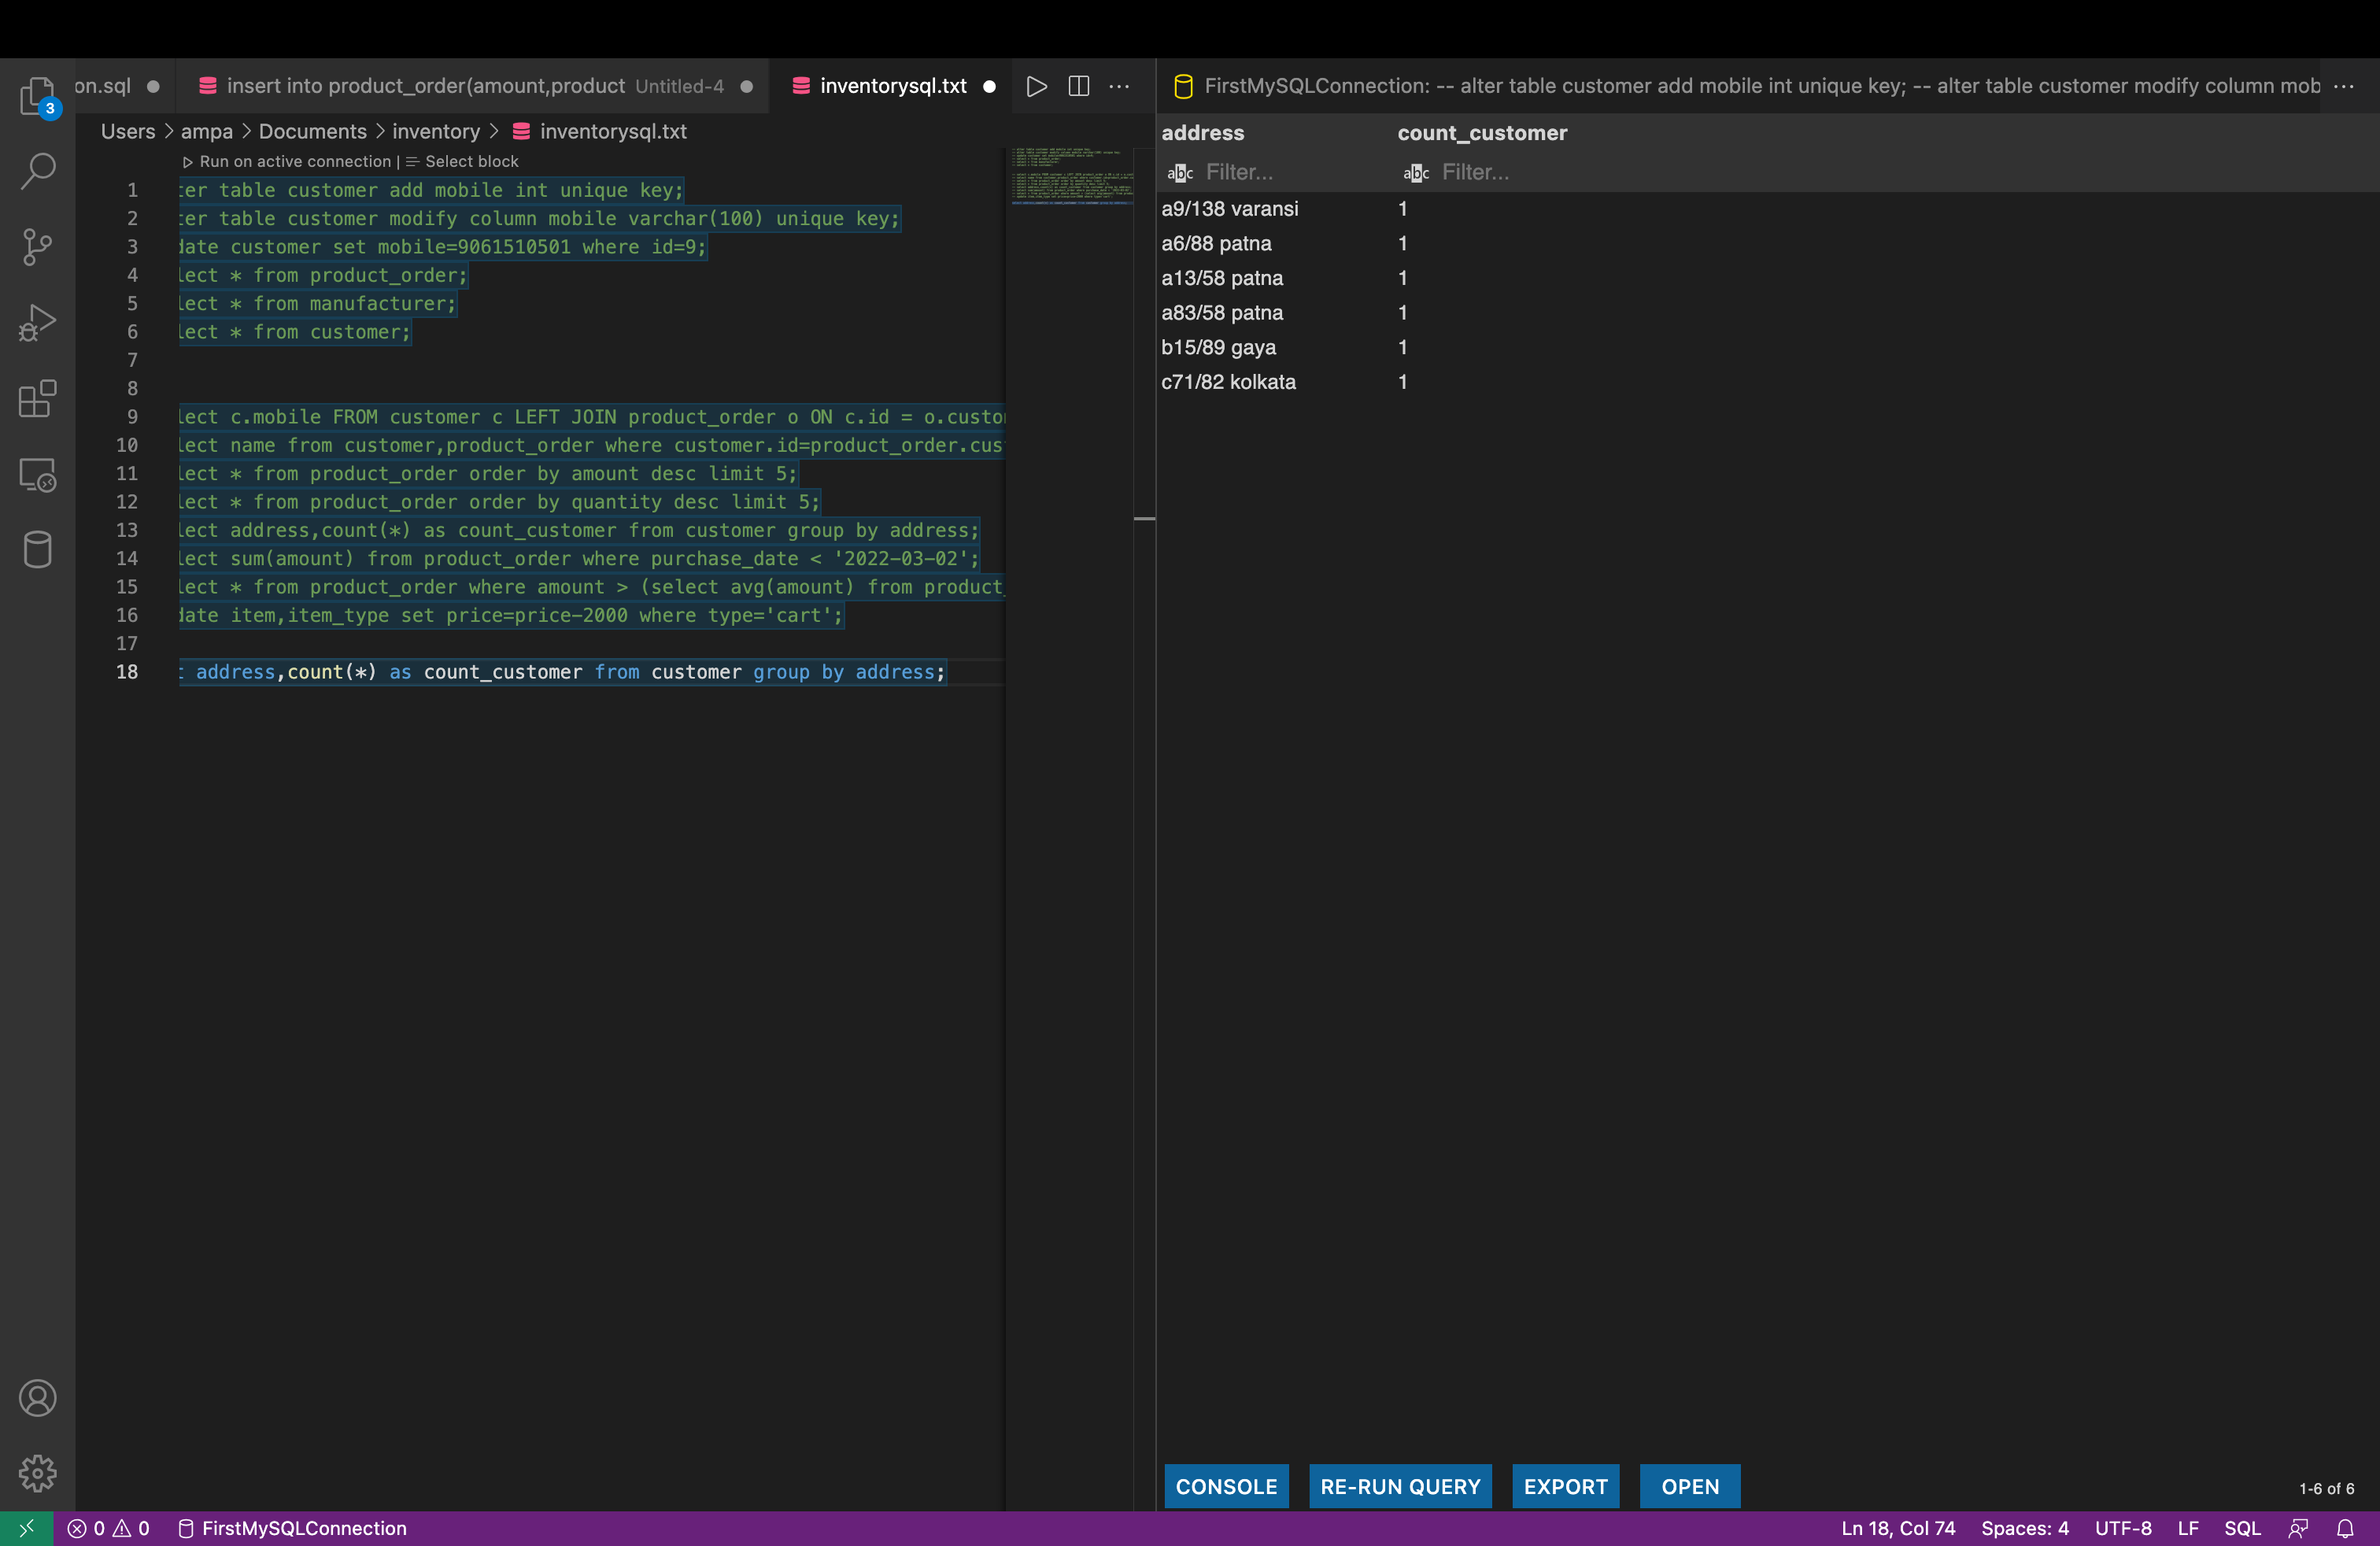 on.sql
insert into product_order(amount,product Untitled-4
inventorysql.txt
FirstMySQLConnection: -- alter table customer add mobile int unique key; -- alter table customer modify column mob
3
Users > ampa > Documents > inventory > inventorysql.txt
Run on active connection | Select block
1 ter table customer add mobile int unique key;
2 ter table customer modify column mobile varchar(100) unique key;
3 date customer set mobile=9061510501 where id=9;
4 lect * from product_order;
5 lect * from manufacturer;
6 lect * from customer;
7
8
9 lect c.mobile FROM customer c LEFT JOIN product_order o ON c.id = o.custo
10 lect name from customer,product_order where customer.id=product_order.cus
11 lect * from product_order order by amount desc limit 5;
12 lect * from product_order order by quantity desc limit 5;
13 lect address,count(*) as count_customer from customer group by address;
14 lect sum(amount) from product_order where purchase_date < '2022-03-02';
15 lect * from product_order where amount > (select avg(amount) from product_
16 date item,item_type set price=price-2000 where type='cart';
17
18 t address,count(*) as count_customer from customer group by address;
address count_customer
abc Filter... abc Filter...
a9/138 varansi 1
a6/88 patna 1
a13/58 patna 1
a83/58 patna 1
b15/89 gaya 1
c71/82 kolkata 1
CONSOLE RE-RUN QUERY EXPORT OPEN
1-6 of 6
0 0 FirstMySQLConnection
Ln 18, Col 74 Spaces: 4 UTF-8 LF SQL